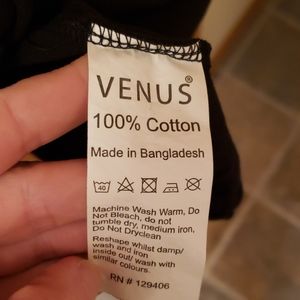 VENUS®
100% Cotton
Made in Bangladesh
40
Machine Wash Warm, Do
Not Bleach, do not
tumble dry, medium iron,
Do Not Dryclean
Reshape whilst damp/
wash and iron
inside out/ wash with
similar colours.
RN # 129406